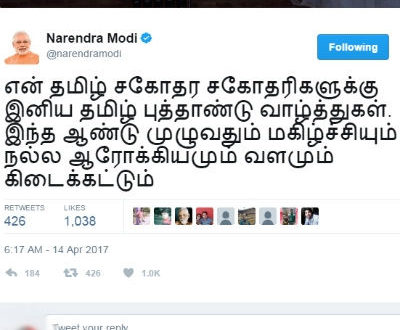 Narendra Modi
@narendramodi
Following
என் தமிழ் சகோதர சகோதரிகளுக்கு
இனிய தமிழ் புத்தாண்டு வாழ்த்துகள்.
இந்த ஆண்டு முழுவதும் மகிழ்ச்சியும்
நல்ல ஆரோக்கியமும் வளமும்
கிடைக்கட்டும்
RETWEETS LIKES
426 1,038
6:17 AM - 14 Apr 2017
184 426 1.0K
Tweet your reply